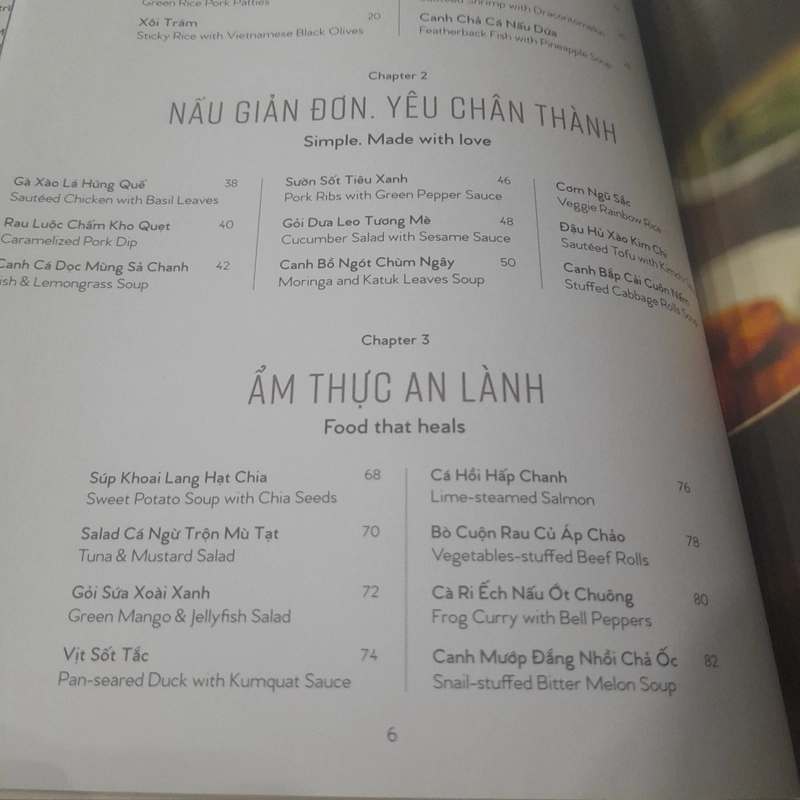 Green Rice Pork Patties
Xôi Trám 20
Sticky Rice with Vietnamese Black Olives
Sautéed Shrimp with Dracontomelon
Canh Chả Cá Nấu Dứa
Featherback Fish with Pineapple Soup
Chapter 2
NẤU GIẢN ĐƠN. YÊU CHÂN THÀNH
Simple. Made with love
Gà Xào Lá Húng Quế 38
Sautéed Chicken with Basil Leaves
Rau Luộc Chấm Kho Quẹt 40
Caramelized Pork Dip
Canh Cá Dọc Mùng Sả Chanh 42
ish & Lemongrass Soup
Sườn Sốt Tiêu Xanh 46
Pork Ribs with Green Pepper Sauce
Gỏi Dưa Leo Tương Mè 48
Cucumber Salad with Sesame Sauce
Canh Bồ Ngót Chùm Ngây 50
Moringa and Katuk Leaves Soup
Cơm Ngũ Sắc
Veggie Rainbow Rice
Đậu Hủ Xào Kim Chi
Sautéed Tofu with Kimchi
Canh Bắp Cải Cuộn Nấm
Stuffed Cabbage Rolls Soup
Chapter 3
ẨM THỰC AN LÀNH
Food that heals
Súp Khoai Lang Hạt Chia 68
Sweet Potato Soup with Chia Seeds
Salad Cá Ngừ Trộn Mù Tạt 70
Tuna & Mustard Salad
Gỏi Sứa Xoài Xanh 72
Green Mango & Jellyfish Salad
Vịt Sốt Tắc 74
Pan-seared Duck with Kumquat Sauce
Cá Hồi Hấp Chanh 76
Lime-steamed Salmon
Bò Cuộn Rau Củ Áp Chảo 78
Vegetables-stuffed Beef Rolls
Cà Ri Ếch Nấu Ớt Chuông 80
Frog Curry with Bell Peppers
Canh Mướp Đắng Nhồi Chả Ốc 82
Snail-stuffed Bitter Melon Soup
6